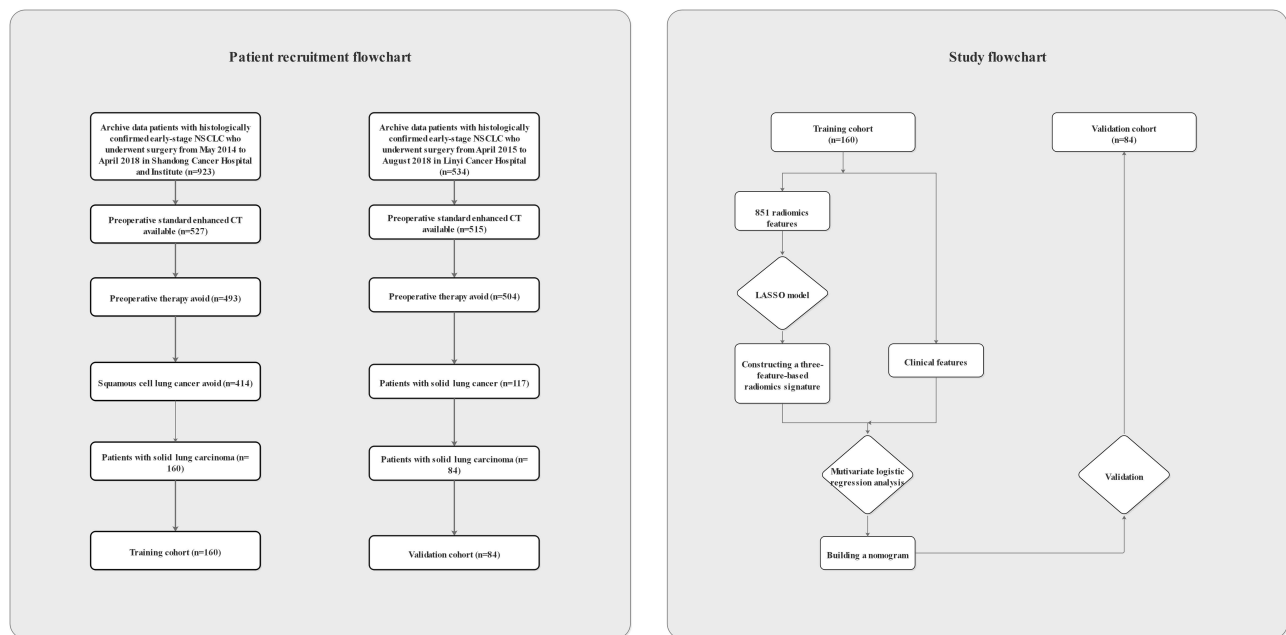 Patient recruitment flowchart
Archive data patients with histologically
confirmed early-stage NSCLC who
underwent surgery from May 2014 to
April 2018 in Shandong Cancer Hospital
and Institute (n=923)
Preoperative standard enhanced CT
available (n=527)
Preoperative therapy avoid (n=493)
Squamous cell lung cancer avoid (n=414)
Patients with solid lung carcinoma (n=
160)
Training cohort (n=160)
Archive data patients with histologically
confirmed early-stage NSCLC who
underwent surgery from April 2015 to
August 2018 in Linyi Cancer Hospital
(n=534)
Preoperative standard enhanced CT
available (n=515)
Preoperative therapy avoid (n=504)
Patients with solid lung cancer (n=117)
Patients with solid lung carcinoma (n=
84)
Validation cohort (n=84)
Study flowchart
Training cohort
(n=160)
851 radiomics
features
LASSO model
Constructing a three-
feature-based
radiomics signature
Clinical features
Mutivariate logistic
regression analysis
Building a nomogram
Validation
Validation cohort
(n=84)